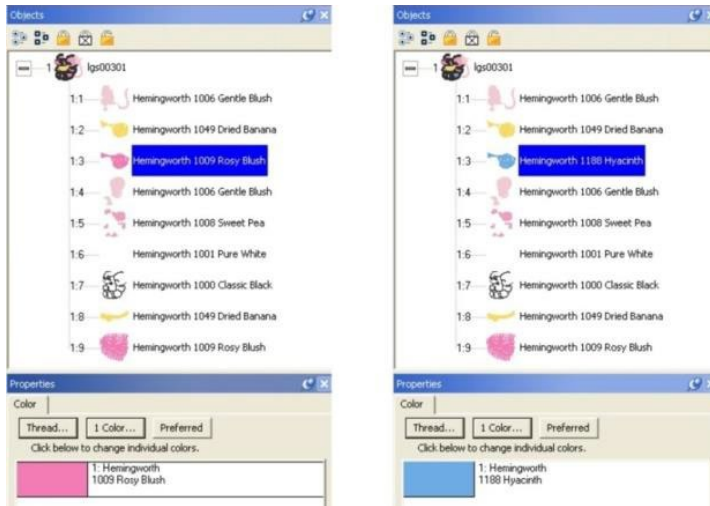 Objects
1 lgs00301
1:1 Hemingworth 1006 Gentle Blush
1:2 Hemingworth 1049 Dried Banana
1:3 Hemingworth 1009 Rosy Blush
1:4 Hemingworth 1006 Gentle Blush
1:5 Hemingworth 1008 Sweet Pea
1:6 Hemingworth 1001 Pure White
1:7 Hemingworth 1000 Classic Black
1:8 Hemingworth 1049 Dried Banana
1:9 Hemingworth 1009 Rosy Blush
Properties
Color
Thread... 1 Color... Preferred
Click below to change individual colors.
1: Hemingworth
1009 Rosy Blush
Objects
1 lgs00301
1:1 Hemingworth 1006 Gentle Blush
1:2 Hemingworth 1049 Dried Banana
1:3 Hemingworth 1188 Hyacinth
1:4 Hemingworth 1006 Gentle Blush
1:5 Hemingworth 1008 Sweet Pea
1:6 Hemingworth 1001 Pure White
1:7 Hemingworth 1000 Classic Black
1:8 Hemingworth 1049 Dried Banana
1:9 Hemingworth 1009 Rosy Blush
Properties
Color
Thread... 1 Color... Preferred
Click below to change individual colors.
1: Hemingworth
1188 Hyacinth